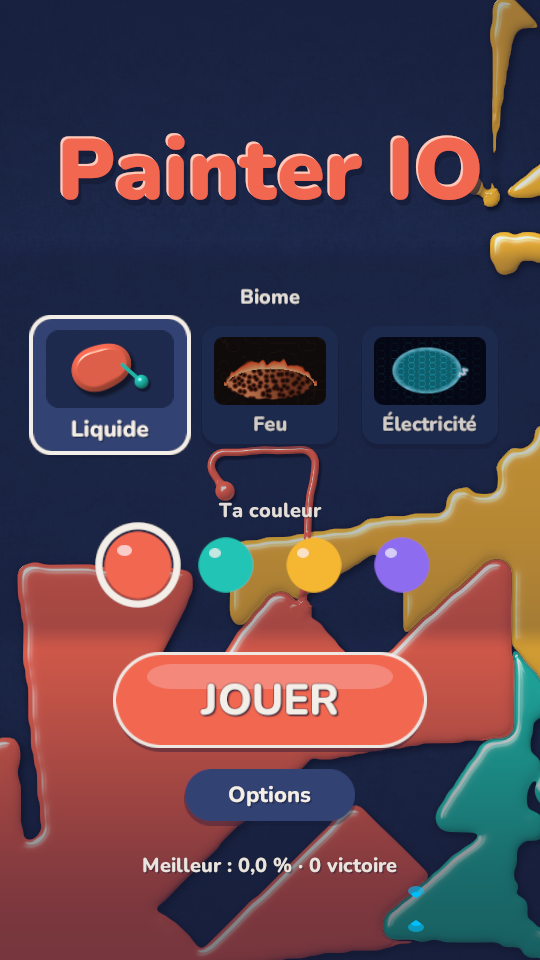 Painter IO
Biome
Liquide
Feu
Électricité
Ta couleur
JOUER
Options
Meilleur : 0,0 % · 0 victoire